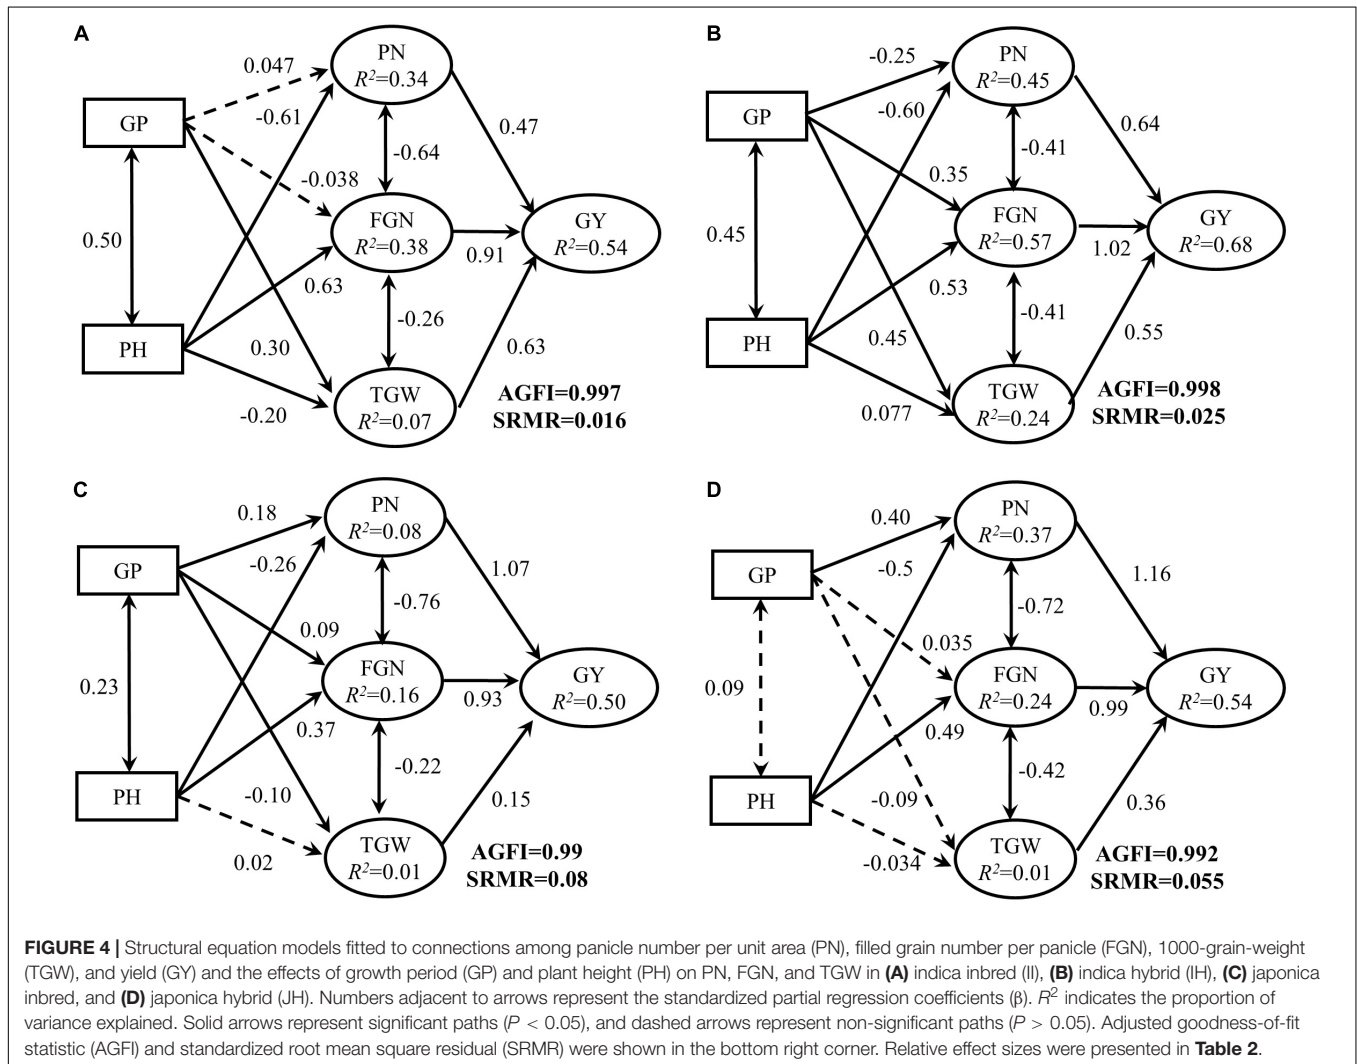 A
PN
R²=0.34
0.047
GP
-0.61
0.47
-0.64
-0.038
FGN
R²=0.38
GY
R²=0.54
0.50
0.91
0.63
-0.26
PH
0.30
0.63
-0.20
TGW
R²=0.07
AGFI=0.997
SRMR=0.016
B
PN
R²=0.45
-0.25
GP
-0.60
0.64
-0.41
0.35
FGN
R²=0.57
GY
R²=0.68
0.45
1.02
0.53
-0.41
PH
0.45
0.55
0.077
TGW
R²=0.24
AGFI=0.998
SRMR=0.025
C
PN
R²=0.08
0.18
GP
-0.26
1.07
-0.76
0.09
FGN
R²=0.16
GY
R²=0.50
0.23
0.93
0.37
-0.22
PH
-0.10
0.15
0.02
TGW
R²=0.01
AGFI=0.99
SRMR=0.08
D
PN
R²=0.37
0.40
GP
-0.5
1.16
-0.72
0.035
FGN
R²=0.24
GY
R²=0.54
0.09
0.99
0.49
-0.42
PH
-0.09
0.36
-0.034
TGW
R²=0.01
AGFI=0.992
SRMR=0.055
FIGURE 4 | Structural equation models fitted to connections among panicle number per unit area (PN), filled grain number per panicle (FGN), 1000-grain-weight
(TGW), and yield (GY) and the effects of growth period (GP) and plant height (PH) on PN, FGN, and TGW in (A) indica inbred (II), (B) indica hybrid (IH), (C) japonica
inbred, and (D) japonica hybrid (JH). Numbers adjacent to arrows represent the standardized partial regression coefficients (β). R² indicates the proportion of
variance explained. Solid arrows represent significant paths (P < 0.05), and dashed arrows represent non-significant paths (P > 0.05). Adjusted goodness-of-fit
statistic (AGFI) and standardized root mean square residual (SRMR) were shown in the bottom right corner. Relative effect sizes were presented in Table 2.